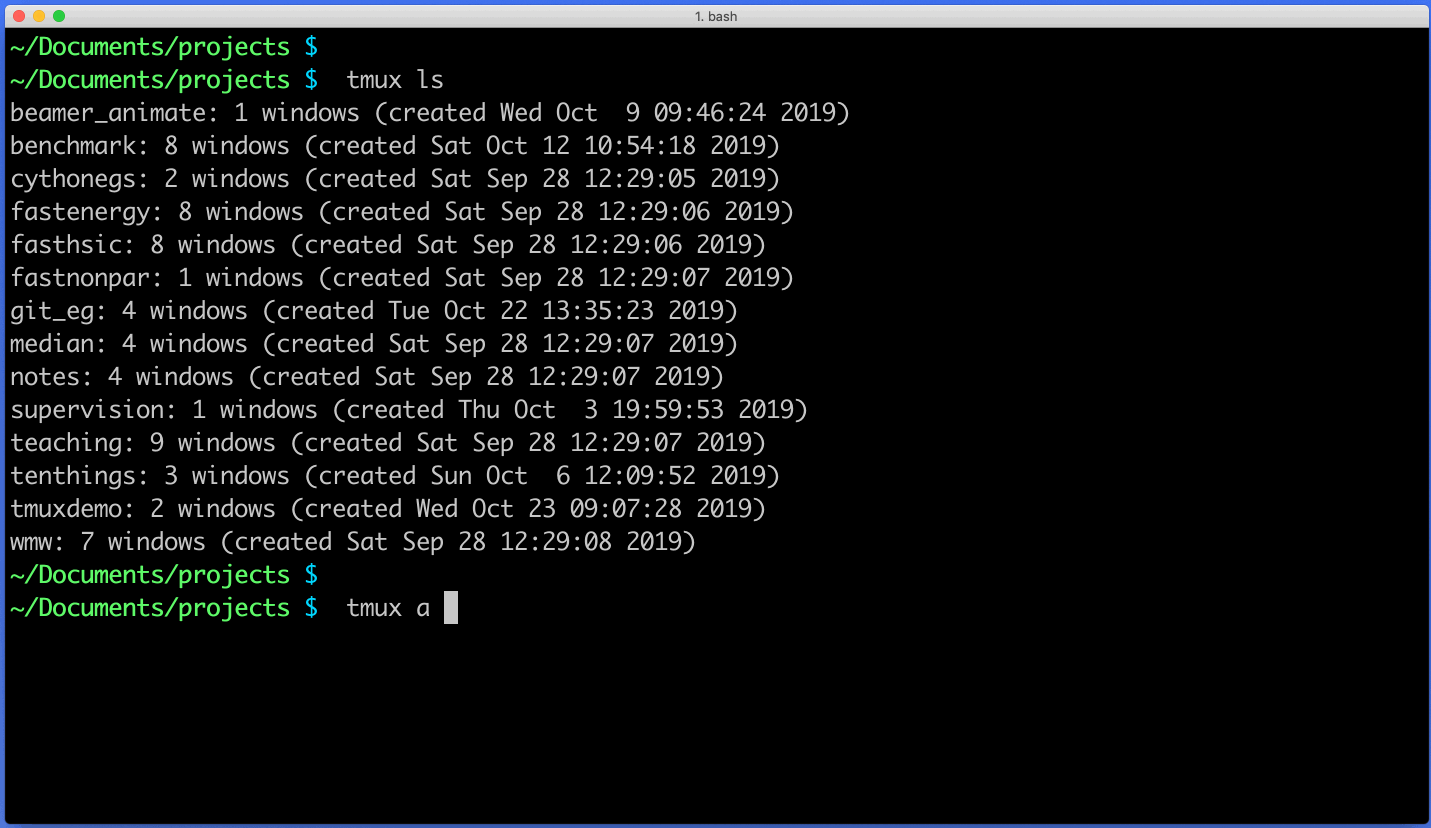 1. bash
~/Documents/projects $
~/Documents/projects $  tmux ls
beamer_animate: 1 windows (created Wed Oct  9 09:46:24 2019)
benchmark: 8 windows (created Sat Oct 12 10:54:18 2019)
cythonegs: 2 windows (created Sat Sep 28 12:29:05 2019)
fastenergy: 8 windows (created Sat Sep 28 12:29:06 2019)
fasthsic: 8 windows (created Sat Sep 28 12:29:06 2019)
fastnonpar: 1 windows (created Sat Sep 28 12:29:07 2019)
git_eg: 4 windows (created Tue Oct 22 13:35:23 2019)
median: 4 windows (created Sat Sep 28 12:29:07 2019)
notes: 4 windows (created Sat Sep 28 12:29:07 2019)
supervision: 1 windows (created Thu Oct  3 19:59:53 2019)
teaching: 9 windows (created Sat Sep 28 12:29:07 2019)
tenthings: 3 windows (created Sun Oct  6 12:09:52 2019)
tmuxdemo: 2 windows (created Wed Oct 23 09:07:28 2019)
wmw: 7 windows (created Sat Sep 28 12:29:08 2019)
~/Documents/projects $
~/Documents/projects $  tmux a